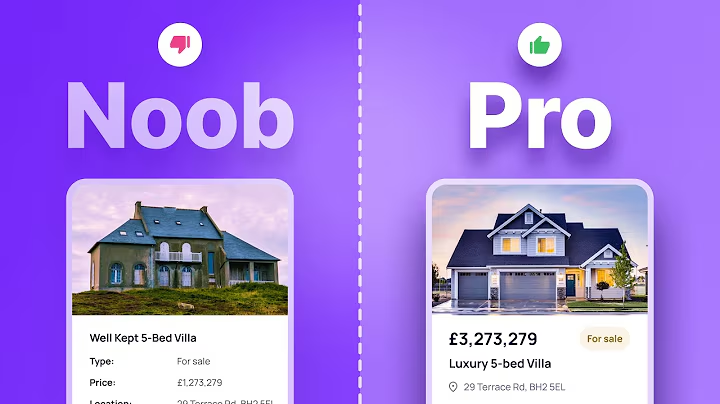 Noob
Pro
Well Kept 5-Bed Villa
Type: For sale
Price: £1,273,279
Location: 29 Terrace Rd, BH2 5EL
£3,273,279 For sale
Luxury 5-bed Villa
29 Terrace Rd, BH2 5EL